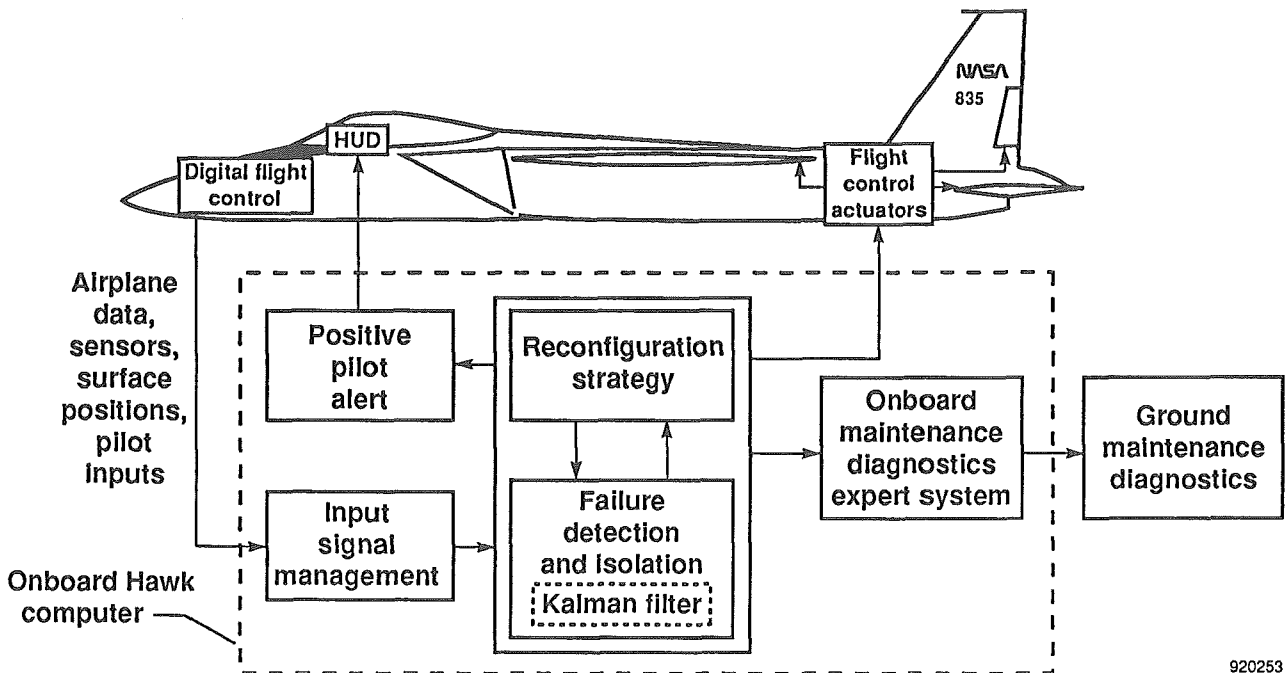 NASA
835
HUD
Digital flight
control
Flight
control
actuators
Airplane
data,
sensors,
surface
positions,
pilot
inputs
Positive
pilot
alert
Reconfiguration
strategy
Onboard
maintenance
diagnostics
expert system
Ground
maintenance
diagnostics
Input
signal
management
Failure
detection
and isolation
Kalman filter
Onboard Hawk
computer
920253